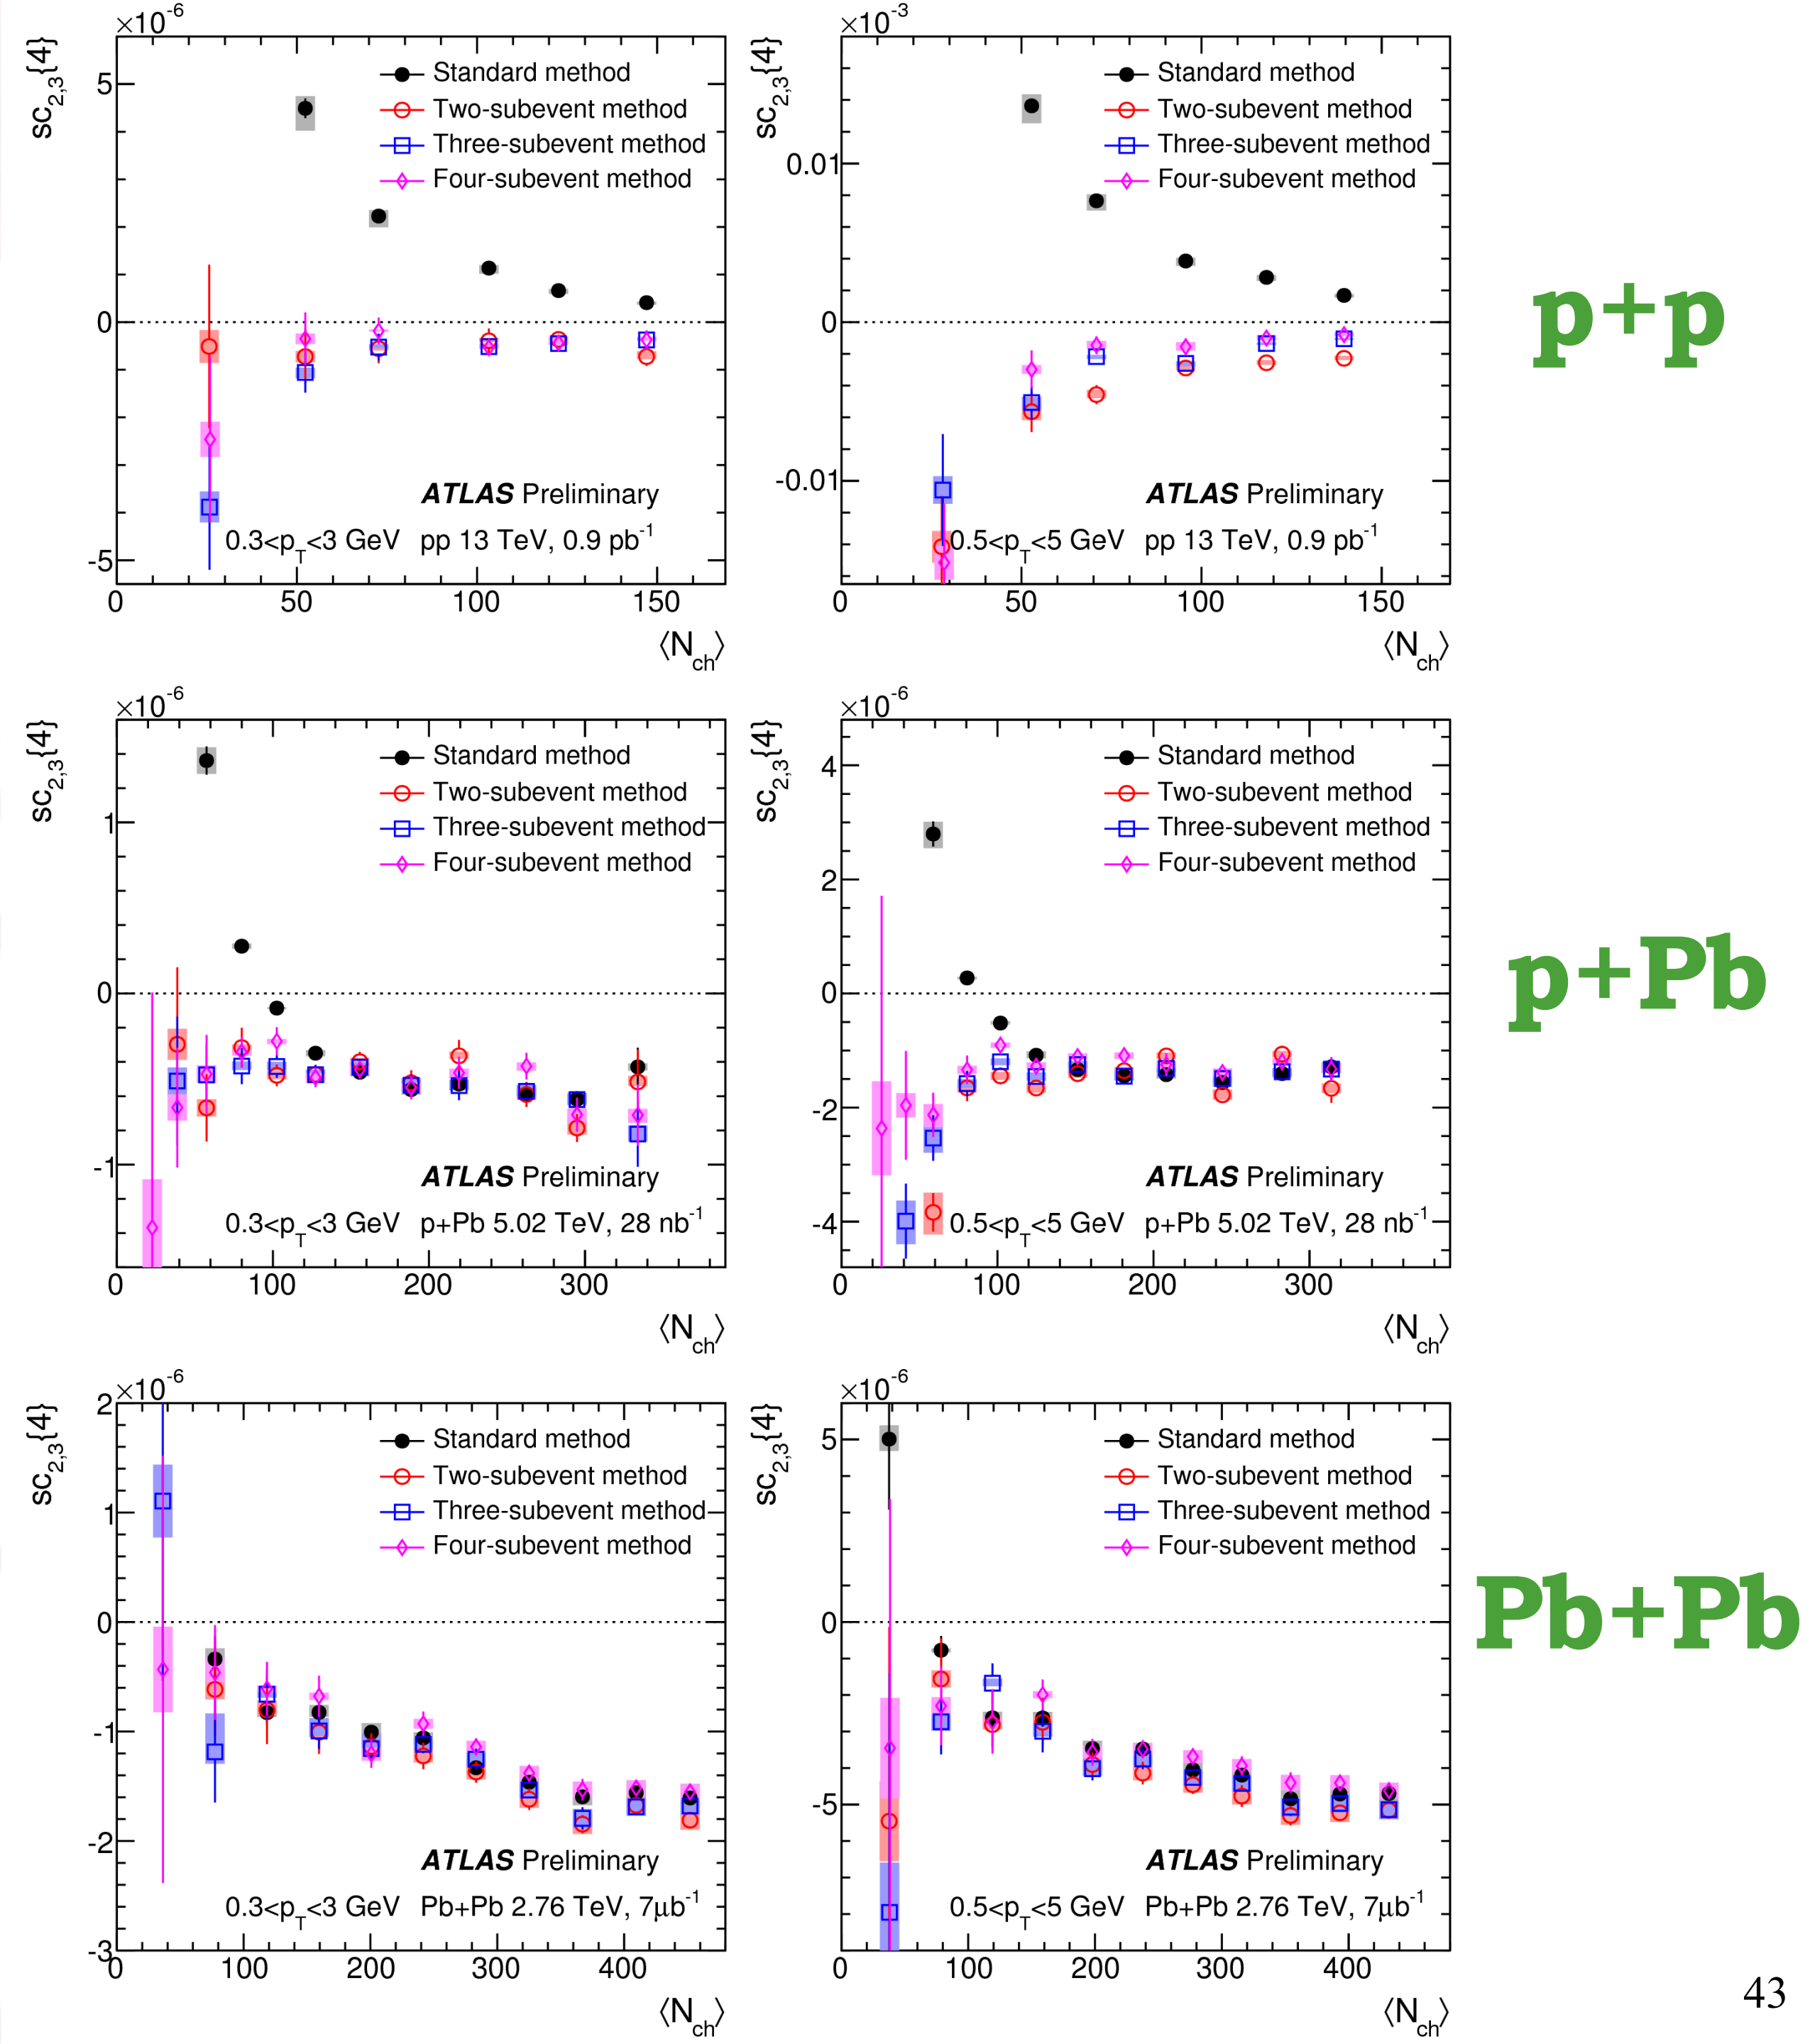 ×10⁻⁶
sc₂,₃{4}
Standard method
Two-subevent method
Three-subevent method
Four-subevent method
5
0
-5
ATLAS Preliminary
0.3<p_T<3 GeV pp 13 TeV, 0.9 pb⁻¹
0 50 100 150
⟨N_ch⟩
×10⁻³
sc₂,₃{4}
Standard method
Two-subevent method
Three-subevent method
Four-subevent method
0.01
0
-0.01
ATLAS Preliminary
0.5<p_T<5 GeV pp 13 TeV, 0.9 pb⁻¹
0 50 100 150
⟨N_ch⟩
p+p
×10⁻⁶
sc₂,₃{4}
Standard method
Two-subevent method
Three-subevent method
Four-subevent method
1
0
-1
ATLAS Preliminary
0.3<p_T<3 GeV p+Pb 5.02 TeV, 28 nb⁻¹
0 100 200 300
⟨N_ch⟩
×10⁻⁶
sc₂,₃{4}
Standard method
Two-subevent method
Three-subevent method
Four-subevent method
4
2
0
-2
-4
ATLAS Preliminary
0.5<p_T<5 GeV p+Pb 5.02 TeV, 28 nb⁻¹
0 100 200 300
⟨N_ch⟩
p+Pb
×10⁻⁶
sc₂,₃{4}
Standard method
Two-subevent method
Three-subevent method
Four-subevent method
2
1
0
-1
-2
-3
ATLAS Preliminary
0.3<p_T<3 GeV Pb+Pb 2.76 TeV, 7μb⁻¹
0 100 200 300 400
⟨N_ch⟩
×10⁻⁶
sc₂,₃{4}
Standard method
Two-subevent method
Three-subevent method
Four-subevent method
5
0
-5
ATLAS Preliminary
0.5<p_T<5 GeV Pb+Pb 2.76 TeV, 7μb⁻¹
0 100 200 300 400
⟨N_ch⟩
Pb+Pb
43